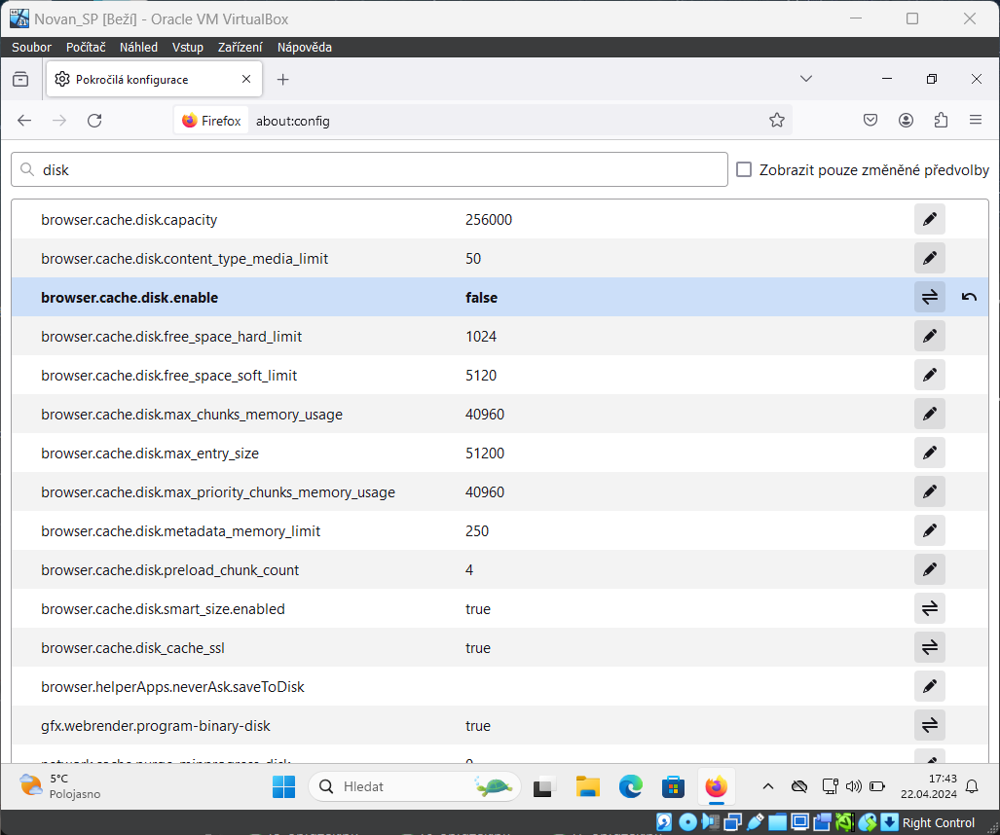 Novan_SP [Beží] - Oracle VM VirtualBox
Soubor Počítač Náhled Vstup Zařízení Nápověda
Pokročilá konfigurace
Firefox about:config
disk
Zobrazit pouze změněné předvolby
browser.cache.disk.capacity 256000
browser.cache.disk.content_type_media_limit 50
browser.cache.disk.enable false
browser.cache.disk.free_space_hard_limit 1024
browser.cache.disk.free_space_soft_limit 5120
browser.cache.disk.max_chunks_memory_usage 40960
browser.cache.disk.max_entry_size 51200
browser.cache.disk.max_priority_chunks_memory_usage 40960
browser.cache.disk.metadata_memory_limit 250
browser.cache.disk.preload_chunk_count 4
browser.cache.disk.smart_size.enabled true
browser.cache.disk_cache_ssl true
browser.helperApps.neverAsk.saveToDisk
gfx.webrender.program-binary-disk true
5°C
Polojasno
Hledat
17:43
22.04.2024
Right Control